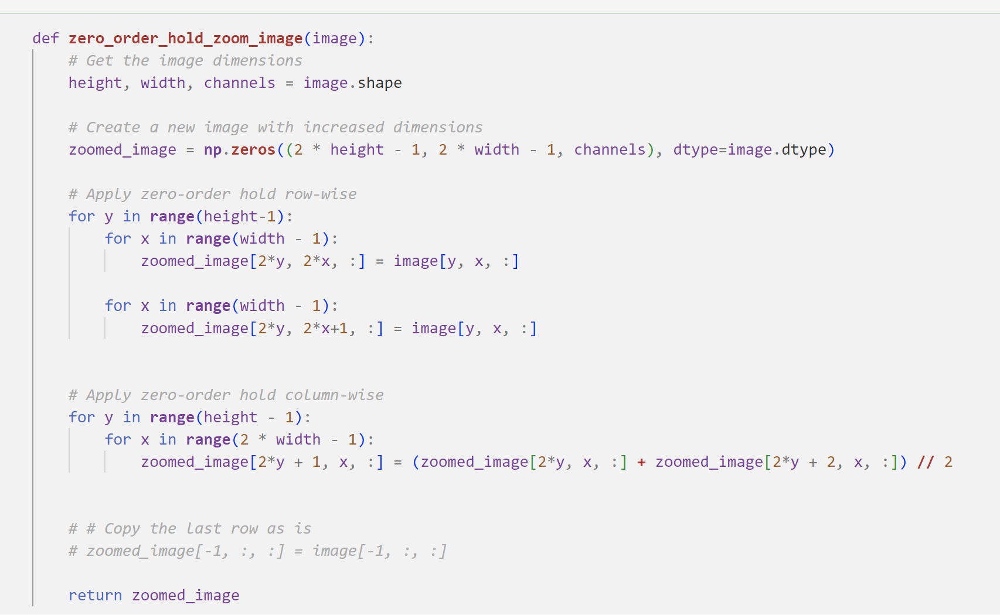 def zero_order_hold_zoom_image(image):
    # Get the image dimensions
    height, width, channels = image.shape

    # Create a new image with increased dimensions
    zoomed_image = np.zeros((2 * height - 1, 2 * width - 1, channels), dtype=image.dtype)

    # Apply zero-order hold row-wise
    for y in range(height-1):
        for x in range(width - 1):
            zoomed_image[2*y, 2*x, :] = image[y, x, :]

        for x in range(width - 1):
            zoomed_image[2*y, 2*x+1, :] = image[y, x, :]


    # Apply zero-order hold column-wise
    for y in range(height - 1):
        for x in range(2 * width - 1):
            zoomed_image[2*y + 1, x, :] = (zoomed_image[2*y, x, :] + zoomed_image[2*y + 2, x, :]) // 2


    # # Copy the last row as is
    # zoomed_image[-1, :, :] = image[-1, :, :]

    return zoomed_image